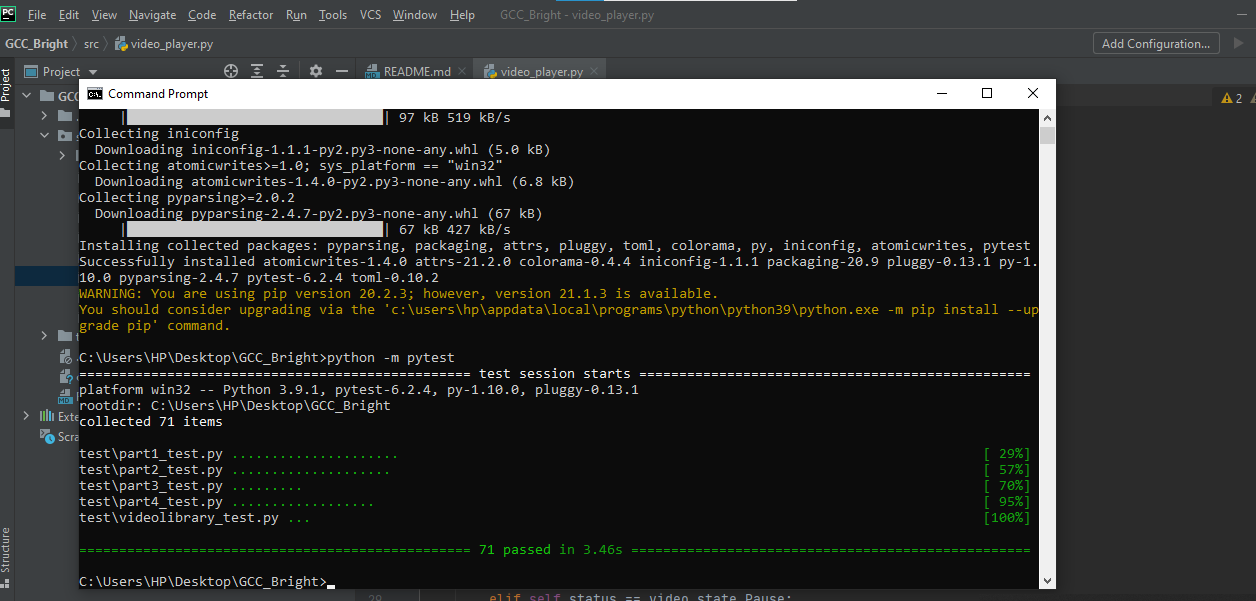 PC File Edit View Navigate Code Refactor Run Tools VCS Window Help GCC_Bright - video_player.py
GCC_Bright src video_player.py Add Configuration...
Project README.md video_player.py
Project
GCC
2
Command Prompt
| | 97 kB 519 kB/s
Collecting iniconfig
Downloading iniconfig-1.1.1-py2.py3-none-any.whl (5.0 kB)
Collecting atomicwrites>=1.0; sys_platform == "win32"
Downloading atomicwrites-1.4.0-py2.py3-none-any.whl (6.8 kB)
Collecting pyparsing>=2.0.2
Downloading pyparsing-2.4.7-py2.py3-none-any.whl (67 kB)
| | 67 kB 427 kB/s
Installing collected packages: pyparsing, packaging, attrs, pluggy, toml, colorama, py, iniconfig, atomicwrites, pytest
Successfully installed atomicwrites-1.4.0 attrs-21.2.0 colorama-0.4.4 iniconfig-1.1.1 packaging-20.9 pluggy-0.13.1 py-1.
10.0 pyparsing-2.4.7 pytest-6.2.4 toml-0.10.2
WARNING: You are using pip version 20.2.3; however, version 21.1.3 is available.
You should consider upgrading via the 'c:\users\hp\appdata\local\programs\python\python39\python.exe -m pip install --up
grade pip' command.
C:\Users\HP\Desktop\GCC_Bright>python -m pytest
================================================= test session starts =================================================
platform win32 -- Python 3.9.1, pytest-6.2.4, py-1.10.0, pluggy-0.13.1
rootdir: C:\Users\HP\Desktop\GCC_Bright
collected 71 items
test\part1_test.py ..................... [ 29%]
test\part2_test.py .................... [ 57%]
test\part3_test.py ......... [ 70%]
test\part4_test.py .................. [ 95%]
test\videolibrary_test.py ... [100%]
================================================= 71 passed in 3.46s ==================================================
C:\Users\HP\Desktop\GCC_Bright>
Exte
Scra
Structure
29 elif self.status == video_state.Pause: